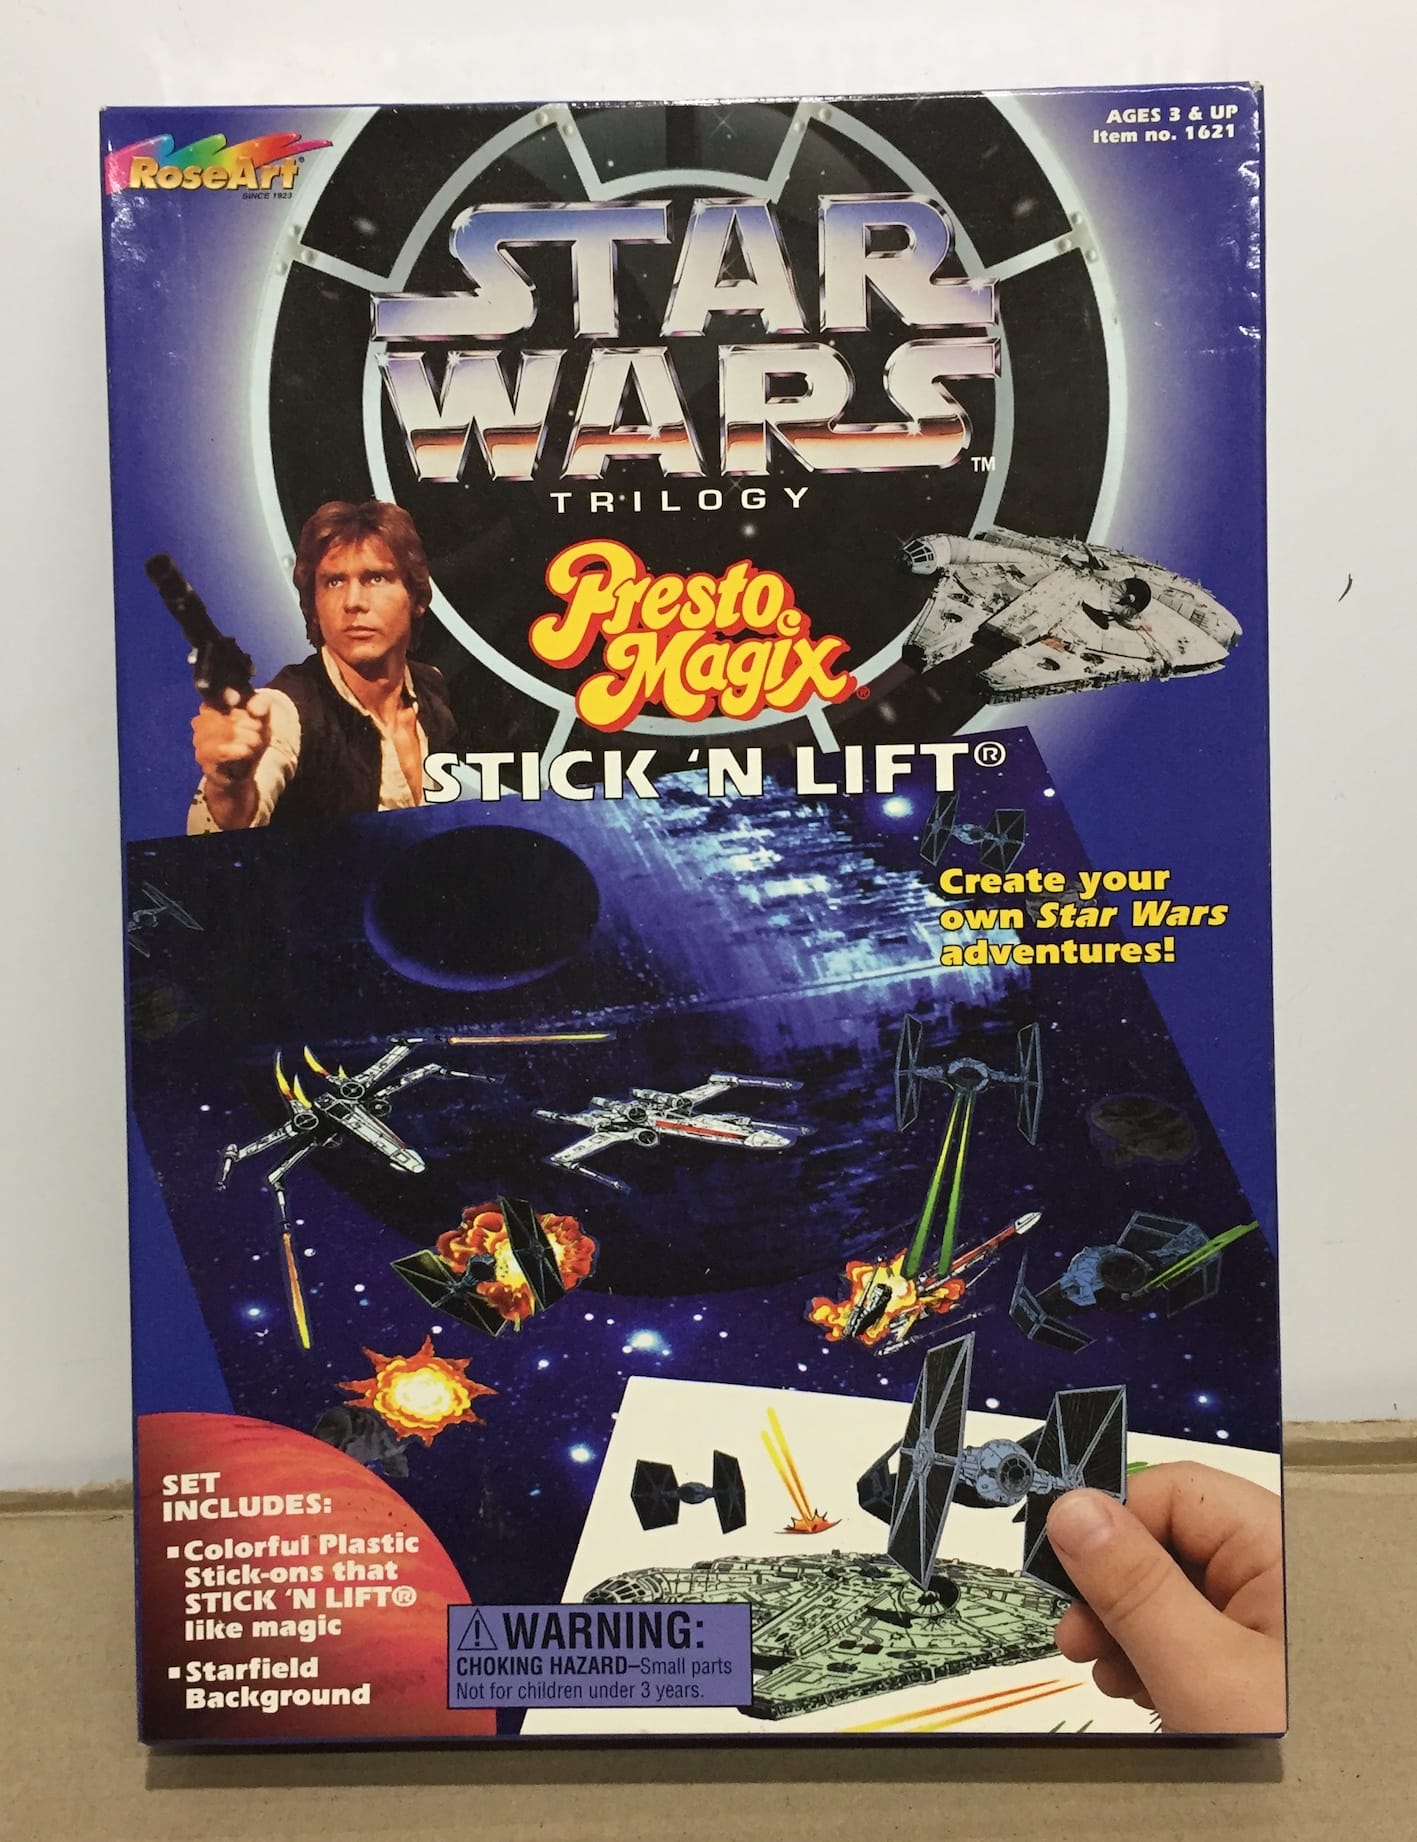 RoseArt®
SINCE 1923
AGES 3 & UP
Item no. 1621
STAR
WARS™
TRILOGY
Presto
Magix®
STICK ‘N LIFT®
Create your
own Star Wars
adventures!
SET
INCLUDES:
▪ Colorful Plastic
Stick-ons that
STICK ‘N LIFT®
like magic
▪ Starfield
Background
WARNING:
CHOKING HAZARD–Small parts
Not for children under 3 years.